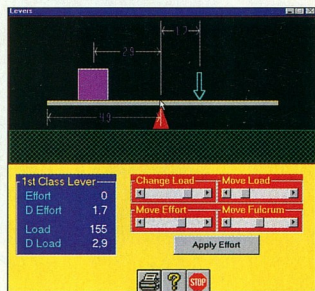 Levers
1,7
2,9
4,9
1st Class Lever
Effort 0
D Effort 1,7
Load 155
D Load 2,9
Change Load
Move Load
Move Effort
Move Fulcrum
Apply Effort
?
STOP